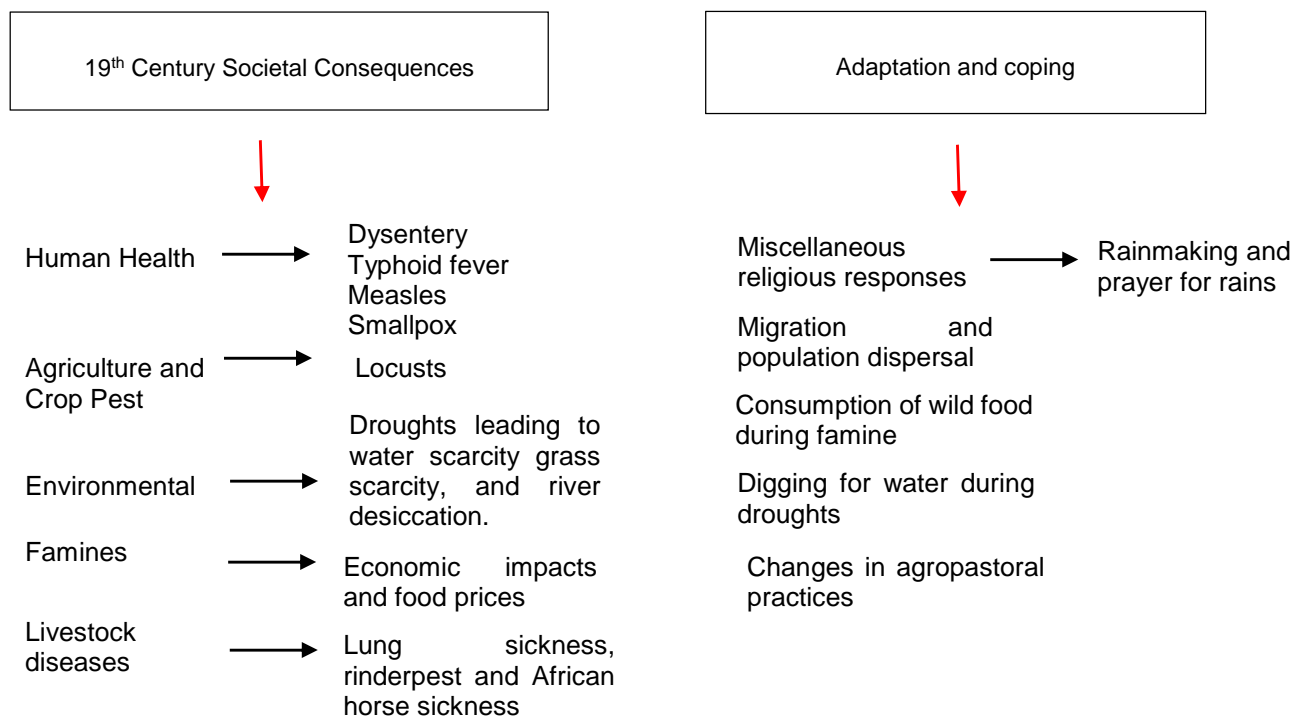 19th Century Societal Consequences
Adaptation and coping
Human Health
Dysentery
Typhoid fever
Measles
Smallpox
Agriculture and
Crop Pest
Locusts
Environmental
Droughts leading to
water scarcity grass
scarcity, and river
desiccation.
Famines
Economic impacts
and food prices
Livestock
diseases
Lung sickness,
rinderpest and African
horse sickness
Miscellaneous
religious responses
Rainmaking and
prayer for rains
Migration and
population dispersal
Consumption of wild food
during famine
Digging for water during
droughts
Changes in agropastoral
practices